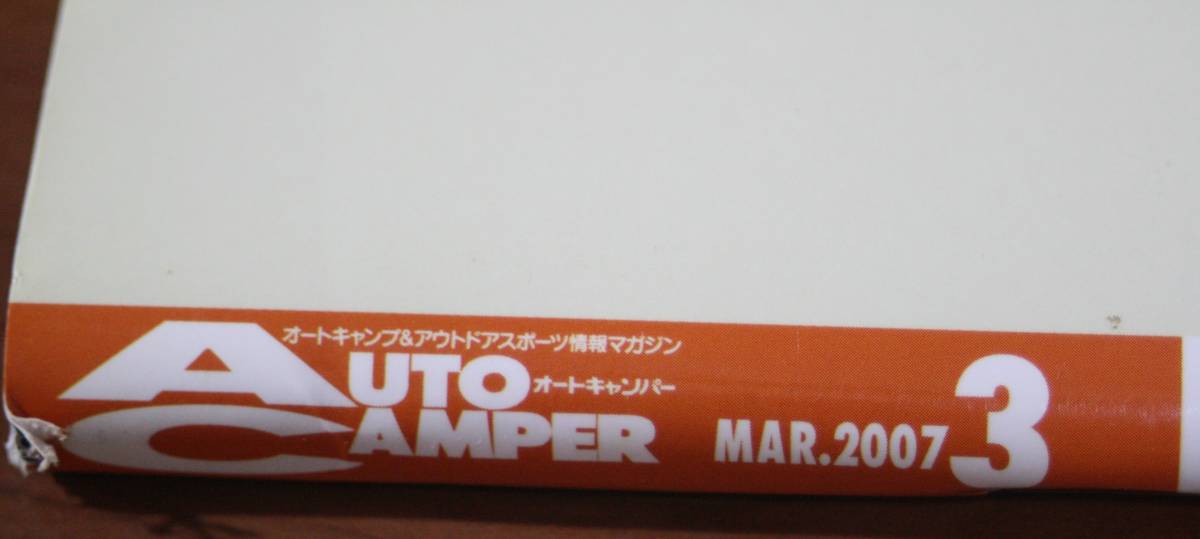 オートキャンプ&アウトドアスポーツ情報マガジン
AUTO オートキャンパー
CAMPER
MAR.2007 3